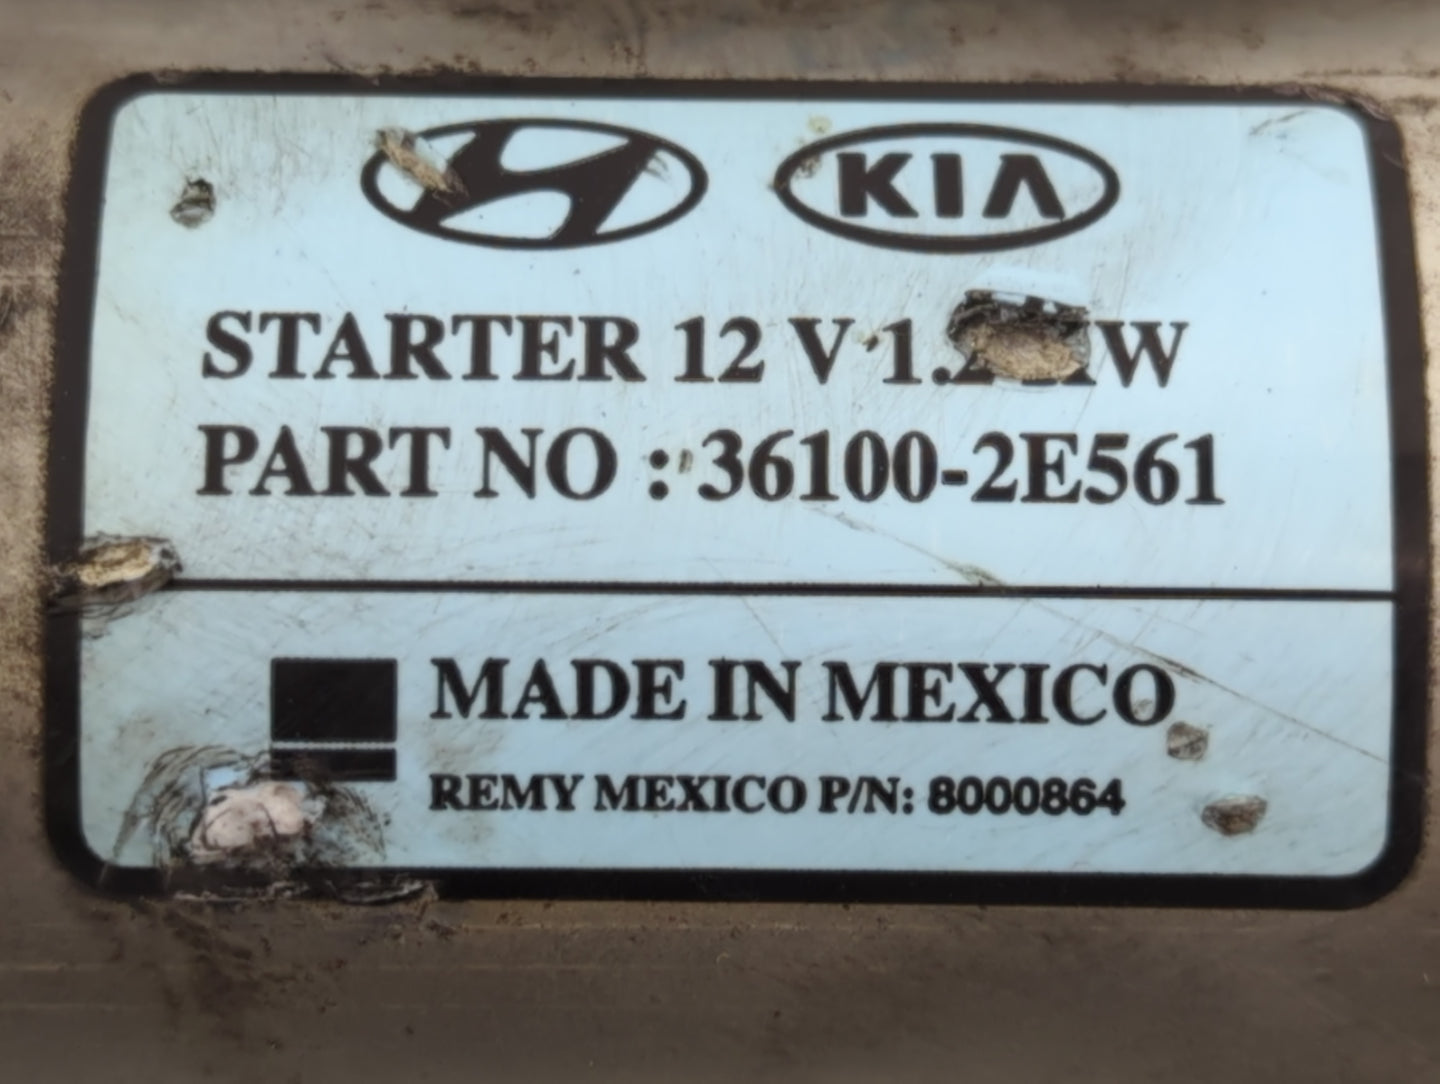 KIA
STARTER 12 V
PART NO : 36100-2E561
MADE IN MEXICO
REMY MEXICO P/N: 8000864